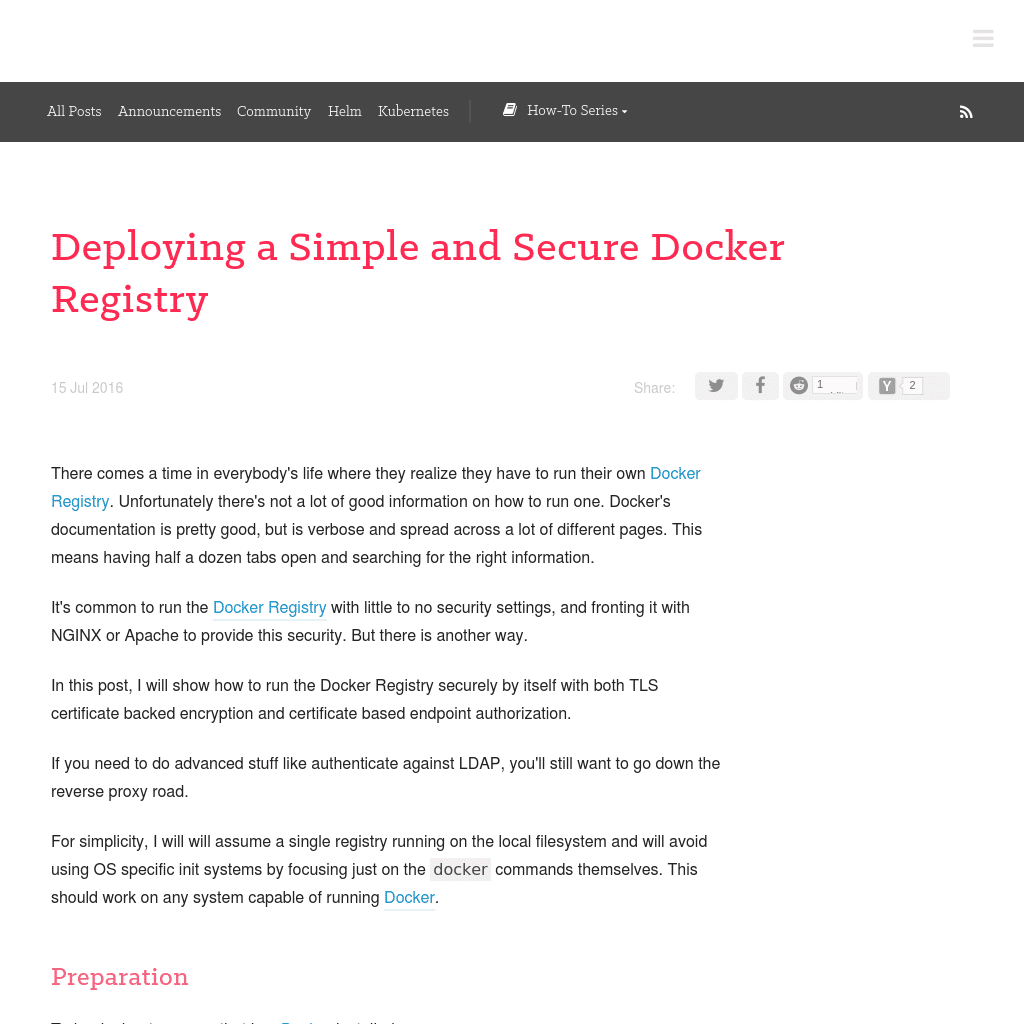 All Posts Announcements Community Helm Kubernetes How-To Series
Deploying a Simple and Secure Docker
Registry
15 Jul 2016 Share: 1 Y 2
There comes a time in everybody's life where they realize they have to run their own Docker
Registry. Unfortunately there's not a lot of good information on how to run one. Docker's
documentation is pretty good, but is verbose and spread across a lot of different pages. This
means having half a dozen tabs open and searching for the right information.
It's common to run the Docker Registry with little to no security settings, and fronting it with
NGINX or Apache to provide this security. But there is another way.
In this post, I will show how to run the Docker Registry securely by itself with both TLS
certificate backed encryption and certificate based endpoint authorization.
If you need to do advanced stuff like authenticate against LDAP, you'll still want to go down the
reverse proxy road.
For simplicity, I will will assume a single registry running on the local filesystem and will avoid
using OS specific init systems by focusing just on the docker commands themselves. This
should work on any system capable of running Docker.
Preparation